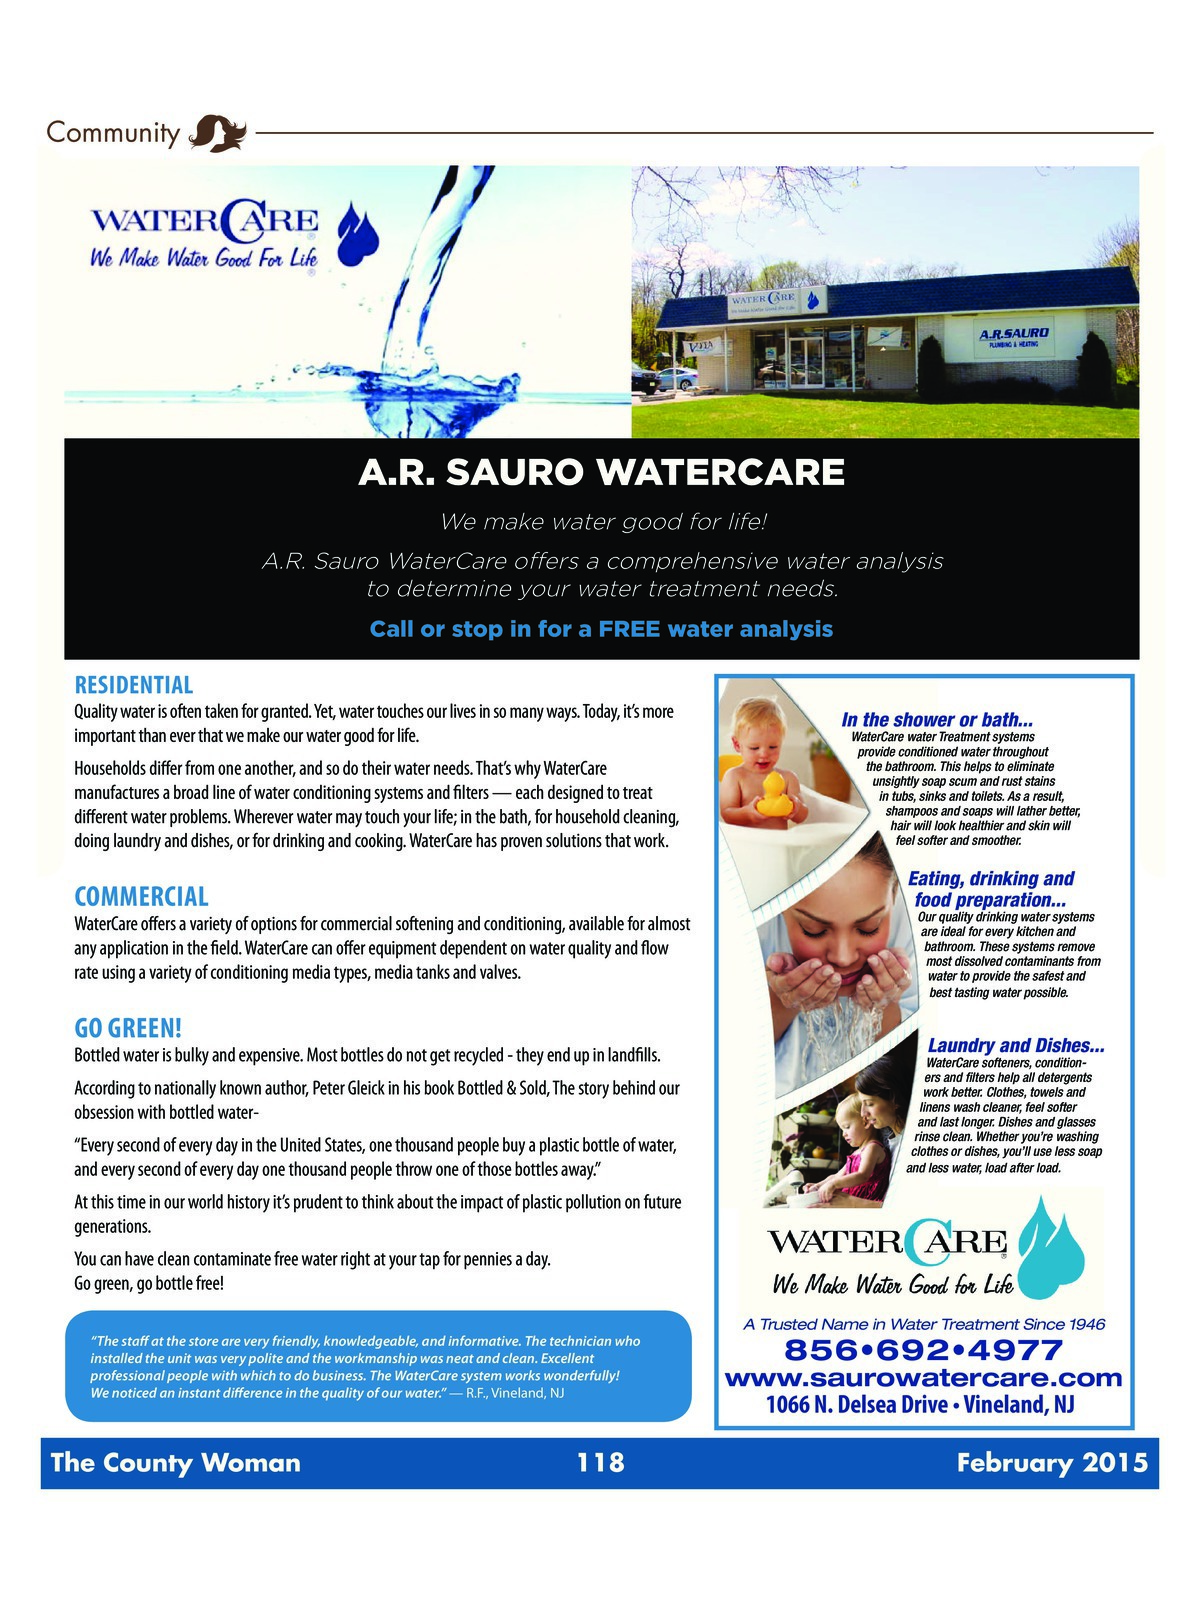 Community
WATERCARE
®
We Make Water Good For Life
®
WATERCARE
We Make Water Good For Life
A.R. SAURO
PLUMBING & HEATING
A.R. SAURO WATERCARE
We make water good for life!
A.R. Sauro WaterCare offers a comprehensive water analysis
to determine your water treatment needs.
Call or stop in for a FREE water analysis
RESIDENTIAL
Quality water is often taken for granted. Yet, water touches our lives in so many ways. Today, it’s more
important than ever that we make our water good for life.
Households differ from one another, and so do their water needs. That’s why WaterCare
manufactures a broad line of water conditioning systems and filters — each designed to treat
different water problems. Wherever water may touch your life; in the bath, for household cleaning,
doing laundry and dishes, or for drinking and cooking. WaterCare has proven solutions that work.
COMMERCIAL
WaterCare offers a variety of options for commercial softening and conditioning, available for almost
any application in the field. WaterCare can offer equipment dependent on water quality and flow
rate using a variety of conditioning media types, media tanks and valves.
GO GREEN!
Bottled water is bulky and expensive. Most bottles do not get recycled - they end up in landfills.
According to nationally known author, Peter Gleick in his book Bottled & Sold, The story behind our
obsession with bottled water-
“Every second of every day in the United States, one thousand people buy a plastic bottle of water,
and every second of every day one thousand people throw one of those bottles away.”
At this time in our world history it’s prudent to think about the impact of plastic pollution on future
generations.
You can have clean contaminate free water right at your tap for pennies a day.
Go green, go bottle free!
“The staff at the store are very friendly, knowledgeable, and informative. The technician who
installed the unit was very polite and the workmanship was neat and clean. Excellent
professional people with which to do business. The WaterCare system works wonderfully!
We noticed an instant difference in the quality of our water.” — R.F., Vineland, NJ
In the shower or bath...
WaterCare water Treatment systems
provide conditioned water throughout
the bathroom. This helps to eliminate
unsightly soap scum and rust stains
in tubs, sinks and toilets. As a result,
shampoos and soaps will lather better,
hair will look healthier and skin will
feel softer and smoother.
Eating, drinking and
food preparation...
Our quality drinking water systems
are ideal for every kitchen and
bathroom. These systems remove
most dissolved contaminants from
water to provide the safest and
best tasting water possible.
Laundry and Dishes...
WaterCare softeners, condition-
ers and filters help all detergents
work better. Clothes, towels and
linens wash cleaner, feel softer
and last longer. Dishes and glasses
rinse clean. Whether you’re washing
clothes or dishes, you’ll use less soap
and less water, load after load.
WATERCARE
®
We Make Water Good for Life
A Trusted Name in Water Treatment Since 1946
856•692•4977
www.saurowatercare.com
1066 N. Delsea Drive • Vineland, NJ
The County Woman 118 February 2015